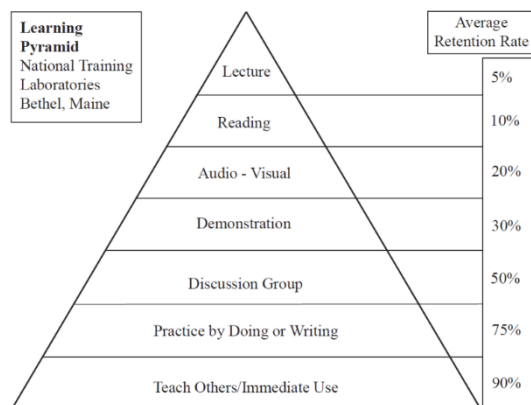 Learning
Pyramid
National Training
Laboratories
Bethel, Maine
Average
Retention Rate
Lecture
5%
Reading
10%
Audio - Visual
20%
Demonstration
30%
Discussion Group
50%
Practice by Doing or Writing
75%
Teach Others/Immediate Use
90%